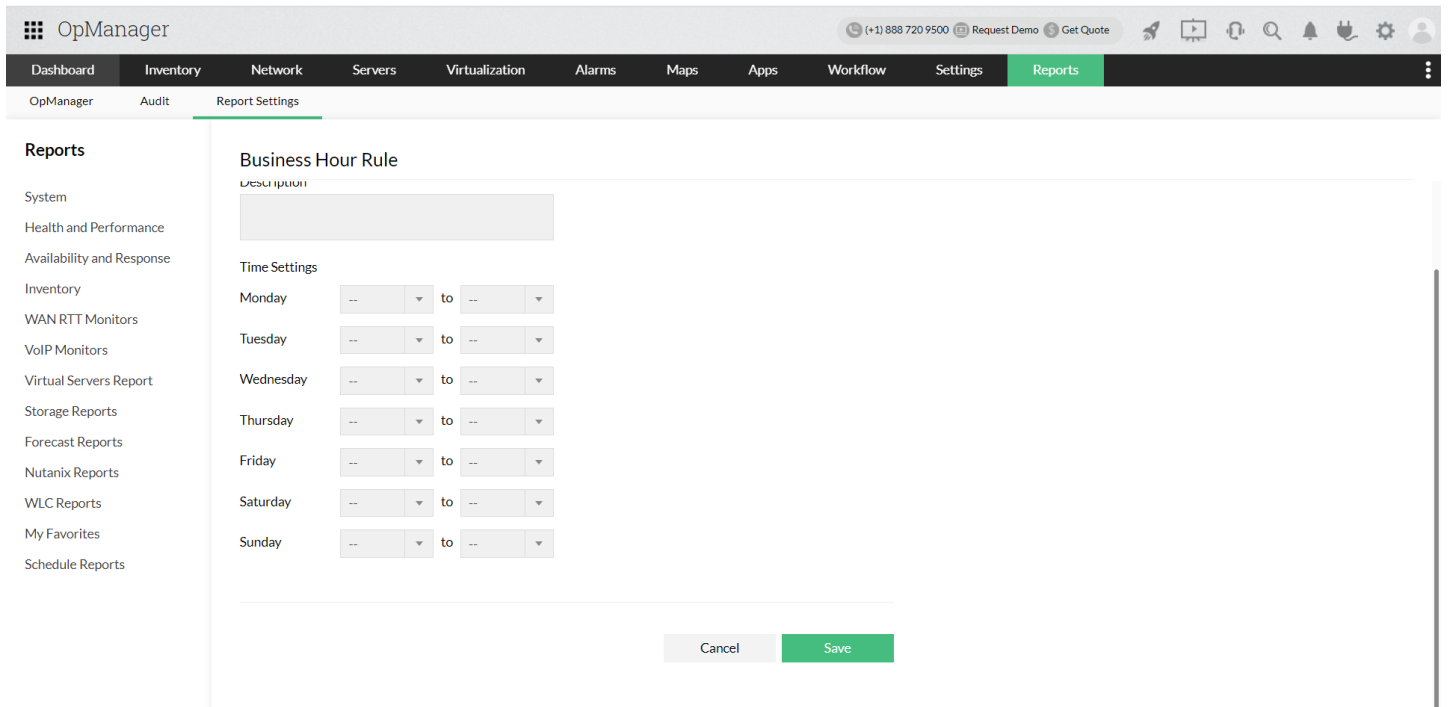 OpManager
(+1) 888 720 9500 Request Demo $ Get Quote
Dashboard Inventory Network Servers Virtualization Alarms Maps Apps Workflow Settings Reports
OpManager Audit Report Settings
Reports
System
Health and Performance
Availability and Response
Inventory
WAN RTT Monitors
VoIP Monitors
Virtual Servers Report
Storage Reports
Forecast Reports
Nutanix Reports
WLC Reports
My Favorites
Schedule Reports
Business Hour Rule
Description
Time Settings
Monday -- to --
Tuesday -- to --
Wednesday -- to --
Thursday -- to --
Friday -- to --
Saturday -- to --
Sunday -- to --
Cancel Save